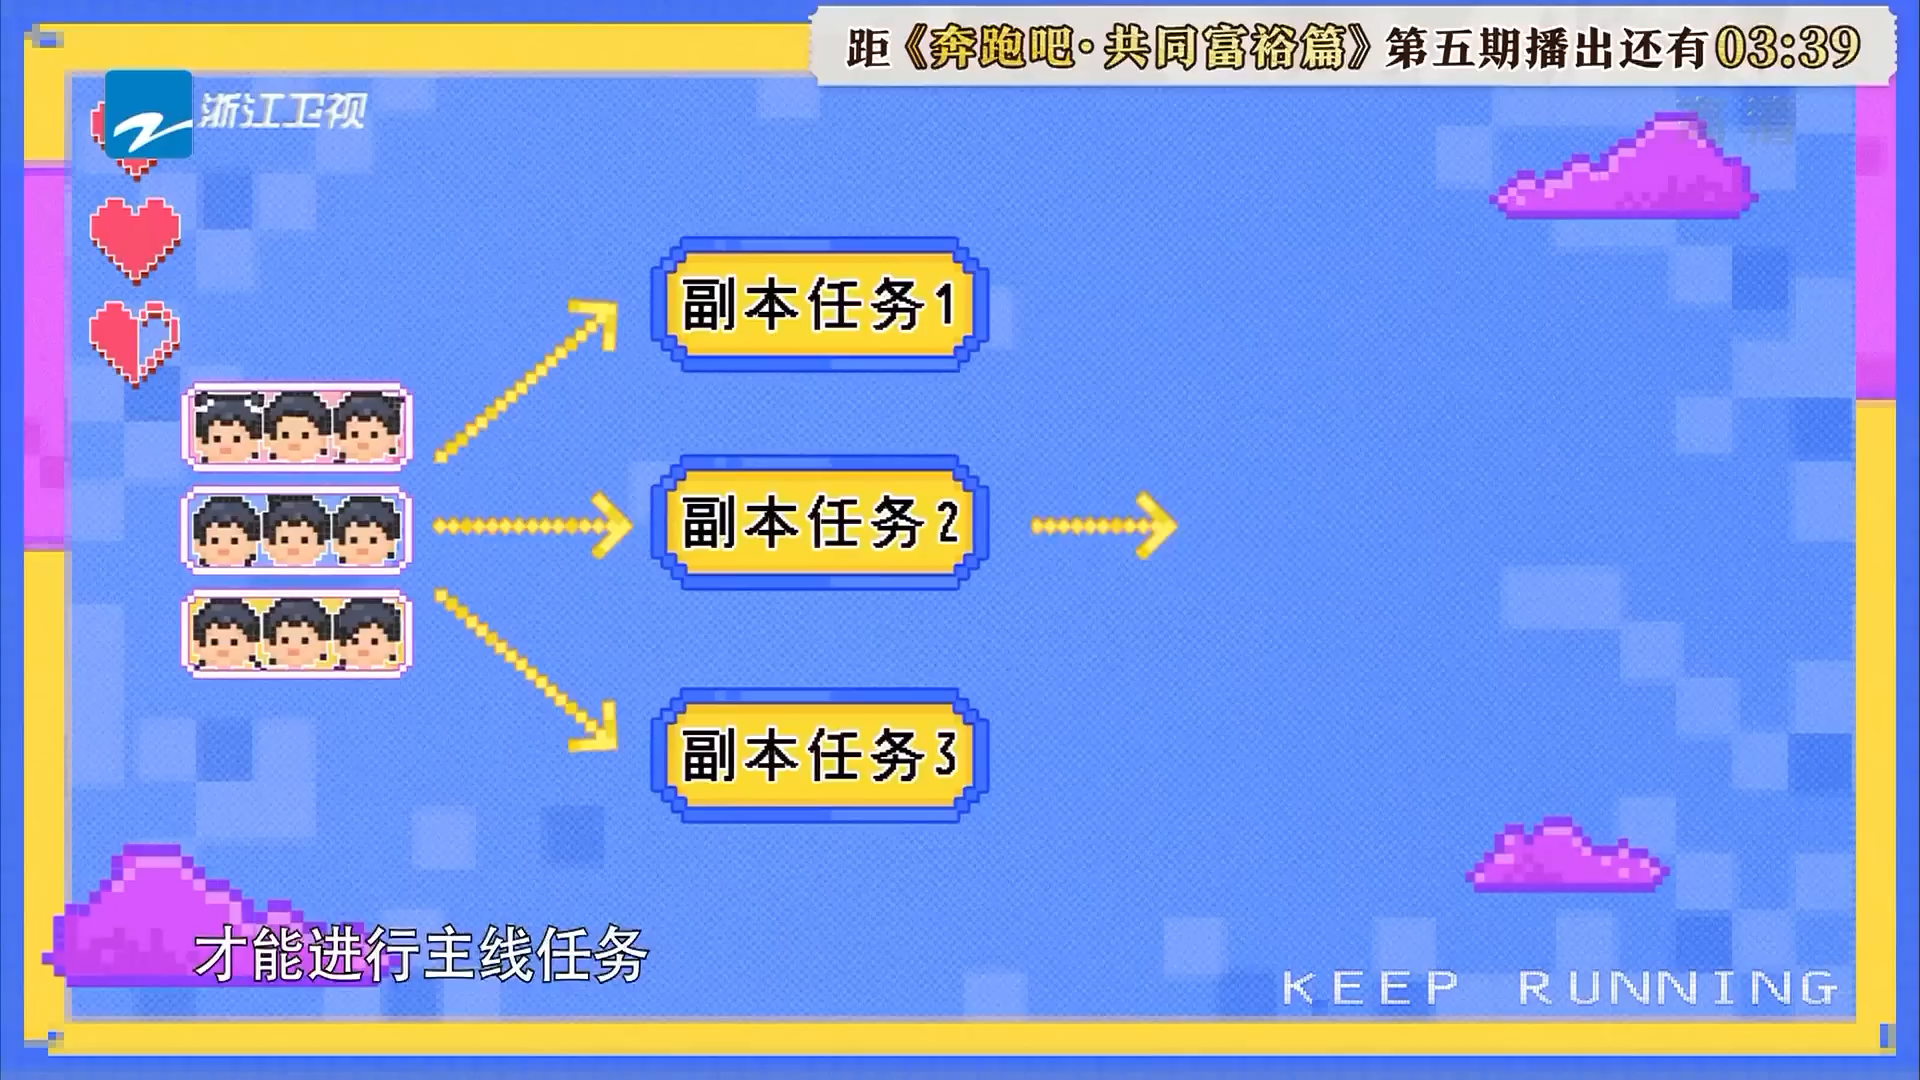 距《奔跑吧·共同富裕篇》第五期播出还有03:39
浙江卫视
副本任务1
副本任务2
副本任务3
才能进行主线任务
KEEP RUNNING